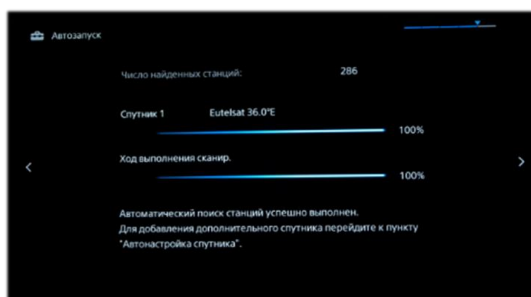 Автозапуск
Число найденных станций: 286
Спутник 1 Eutelsat 36.0°E
100%
Ход выполнения сканир.
100%
Автоматический поиск станций успешно выполнен.
Для добавления дополнительного спутника перейдите к пункту
"Автонастройка спутника".